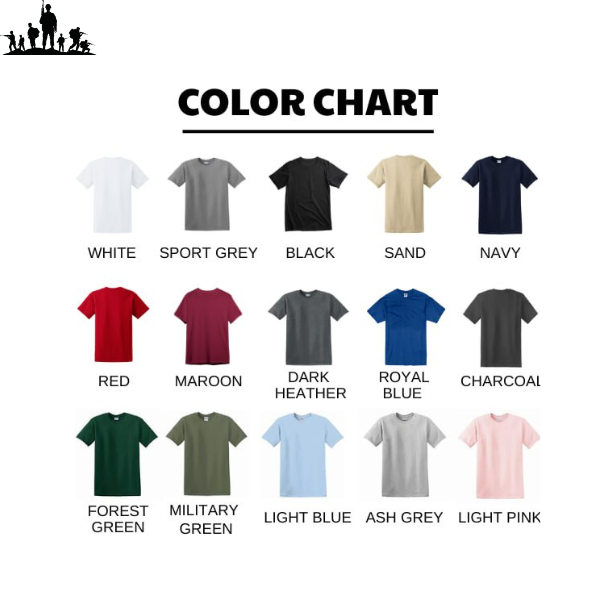 COLOR CHART
WHITE
SPORT GREY
BLACK
SAND
NAVY
RED
MAROON
DARK
HEATHER
ROYAL
BLUE
CHARCOAL
FOREST
GREEN
MILITARY
GREEN
LIGHT BLUE
ASH GREY
LIGHT PINK